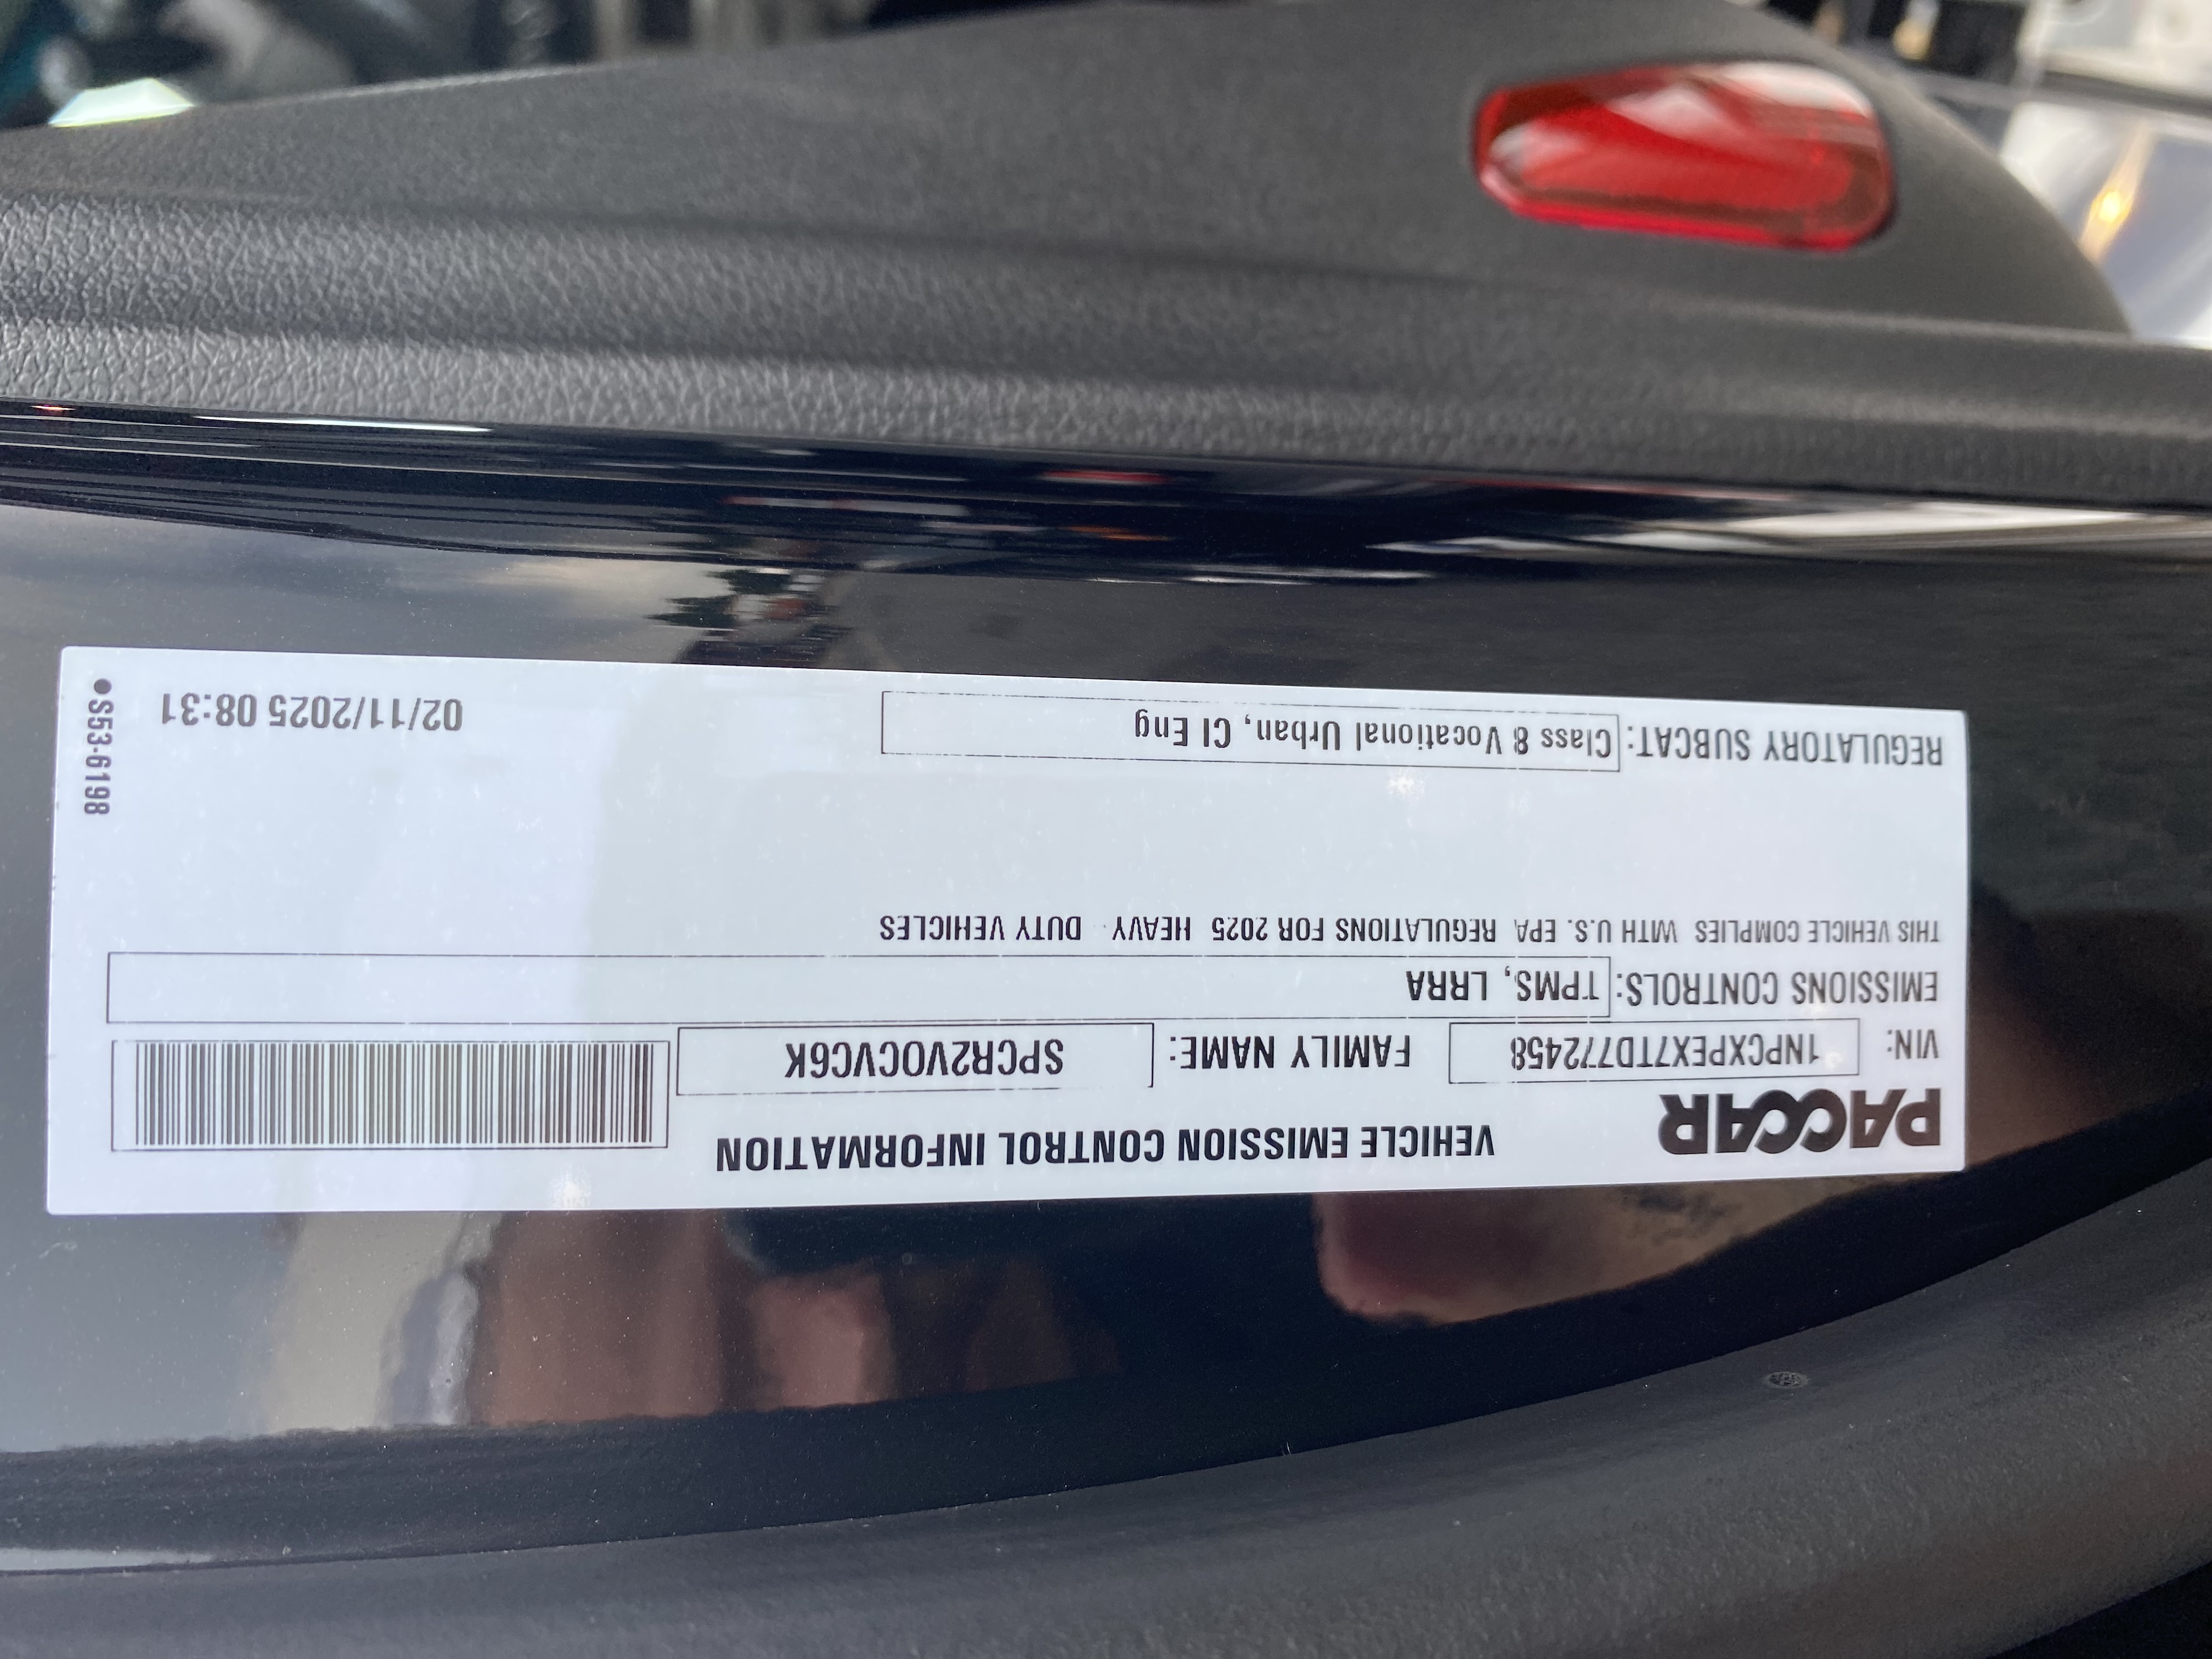 PACCAR VEHICLE EMISSION CONTROL INFORMATION
VIN: 1NPCXPEX7TD772458 FAMILY NAME: SPCR2VOCVC6K
EMISSIONS CONTROLS: TPMS, LRRA
THIS VEHICLE COMPLIES WITH U.S. EPA REGULATIONS FOR 2025 HEAVY - DUTY VEHICLES
REGULATORY SUBCAT: Class 8 Vocational Urban, CI Eng
02/11/2025 08:31
●S53-6198